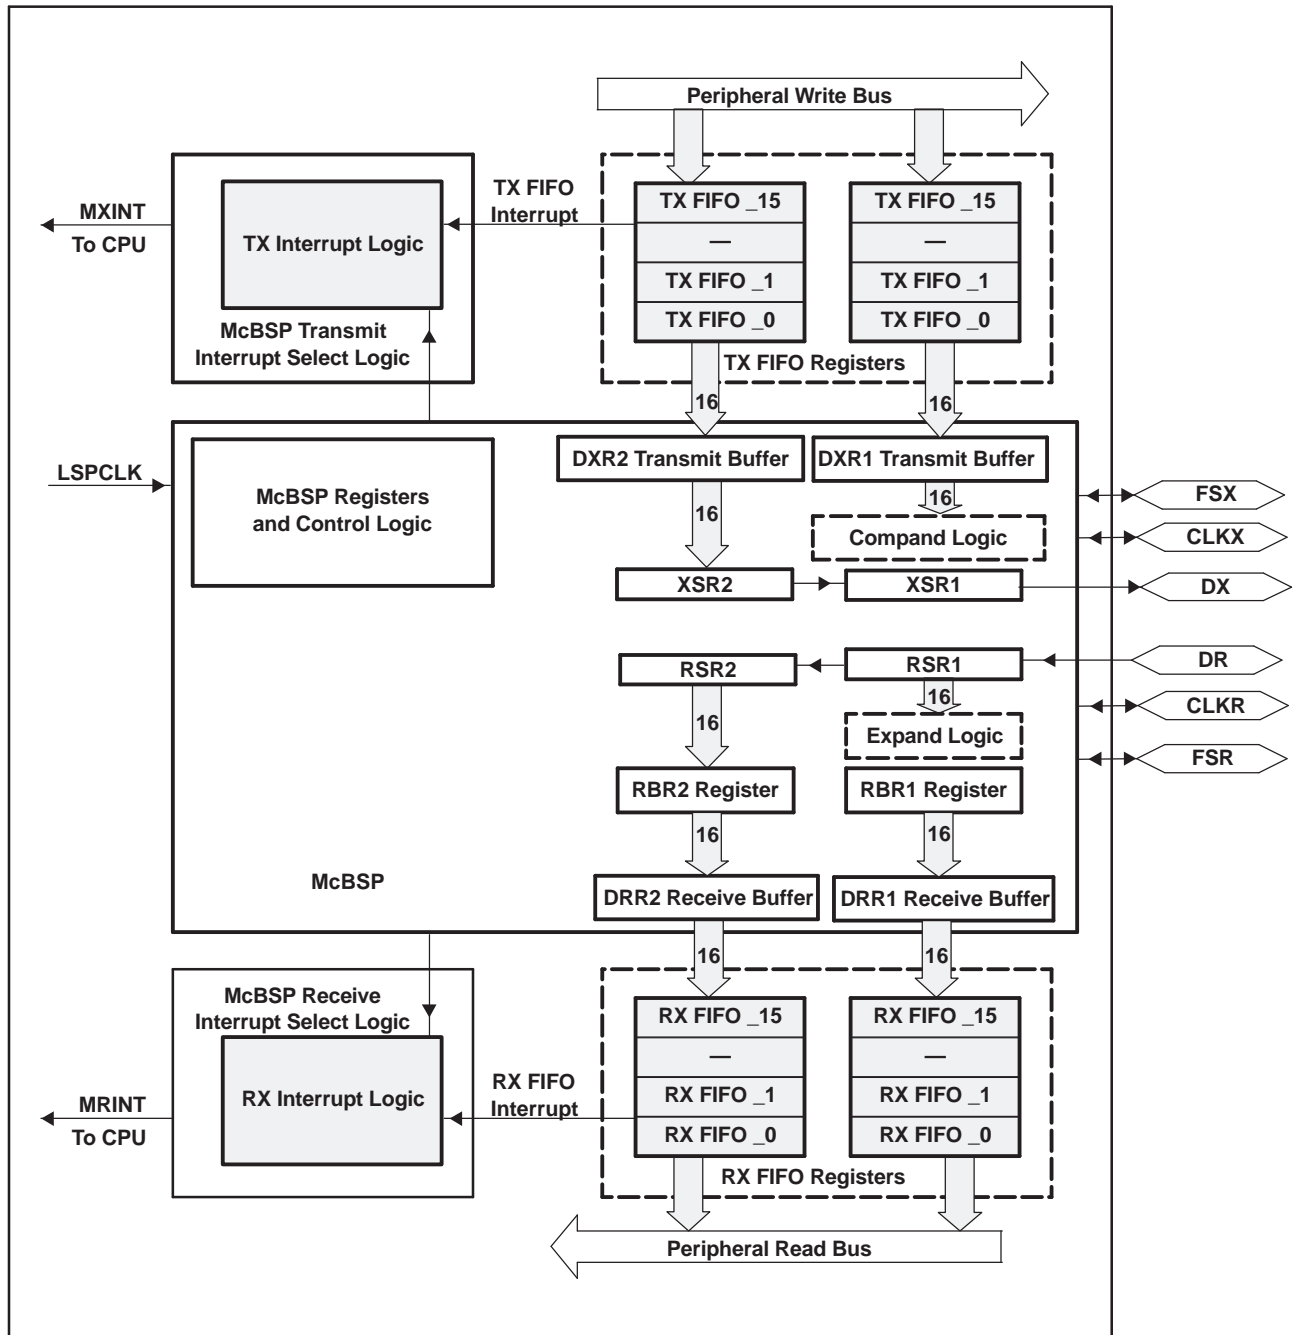 Peripheral Write Bus
TX FIFO
Interrupt
MXINT
To CPU
TX Interrupt Logic
McBSP Transmit
Interrupt Select Logic
TX FIFO _15
—
TX FIFO _1
TX FIFO _0
TX FIFO _15
—
TX FIFO _1
TX FIFO _0
TX FIFO Registers
16
16
LSPCLK
McBSP Registers
and Control Logic
DXR2 Transmit Buffer
DXR1 Transmit Buffer
16
16
Compand Logic
XSR2
XSR1
RSR2
RSR1
16
16
Expand Logic
RBR2 Register
RBR1 Register
16
16
McBSP
DRR2 Receive Buffer
DRR1 Receive Buffer
FSX
CLKX
DX
DR
CLKR
FSR
16
16
McBSP Receive
Interrupt Select Logic
RX Interrupt Logic
MRINT
To CPU
RX FIFO
Interrupt
RX FIFO _15
—
RX FIFO _1
RX FIFO _0
RX FIFO _15
—
RX FIFO _1
RX FIFO _0
RX FIFO Registers
Peripheral Read Bus